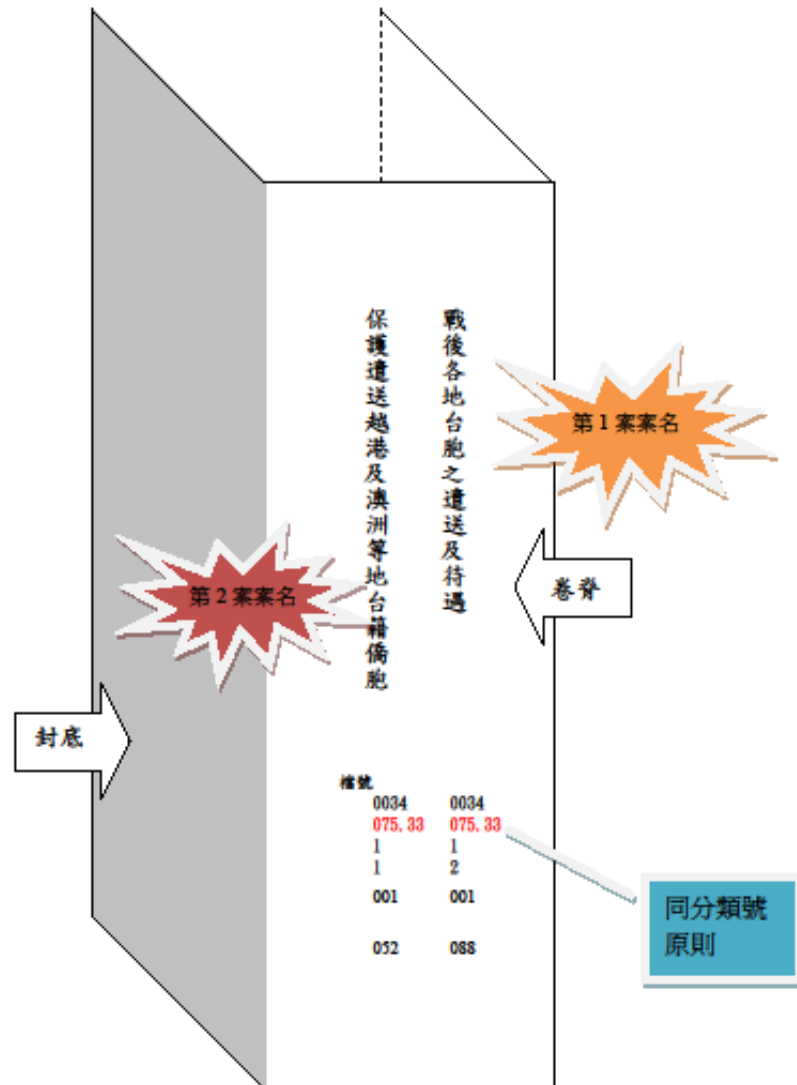 戰後各地台胞之遣送及待遇
保護遣送越港及澳洲等地台籍僑胞
第1案案名
第2案案名
卷脊
封底
檔號
0034 0034
075.33 075.33
1 1
1 2
001 001
052 088
同分類號
原則